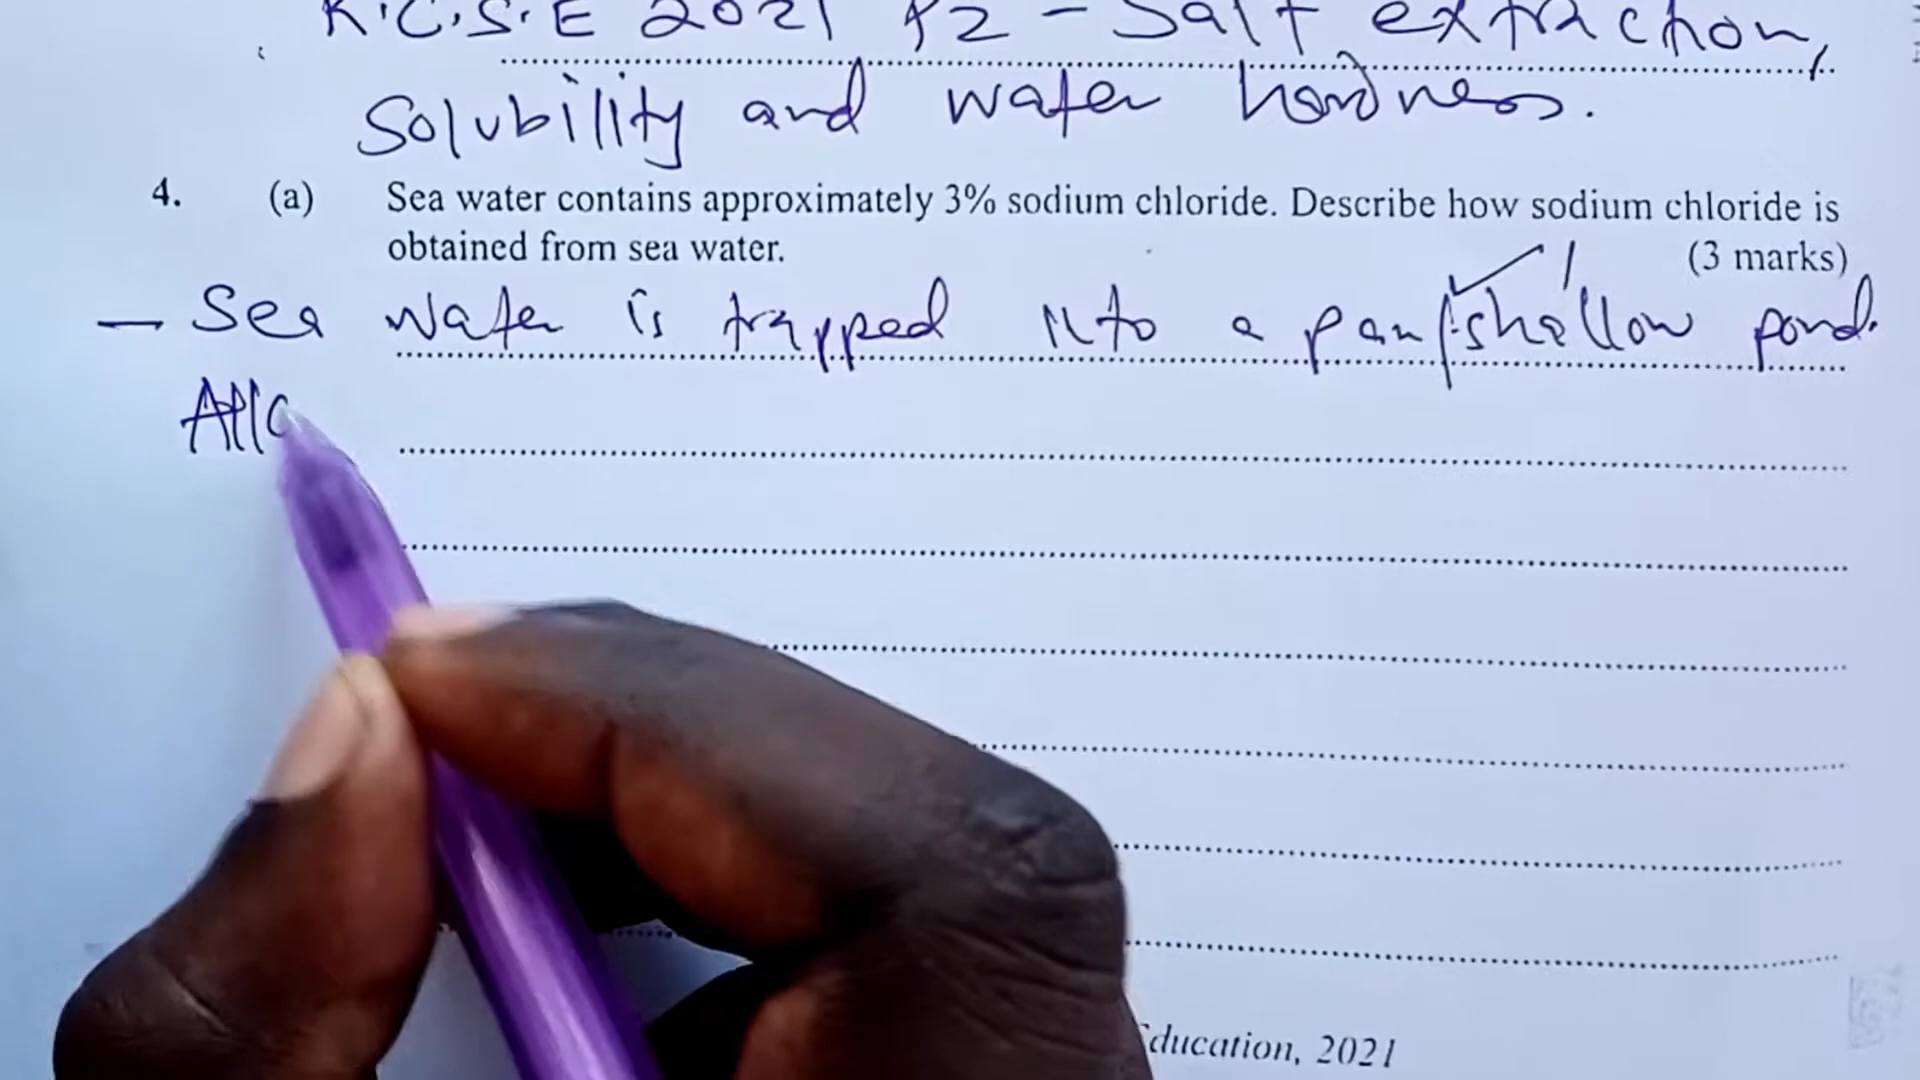 K.C.S.E 2021 P2 - Salt extraction,
Solubility and water hardness.
4. (a) Sea water contains approximately 3% sodium chloride. Describe how sodium chloride is
obtained from sea water. (3 marks)
✓1
- Sea water is trapped into a pan/shallow pond.
Allo
Education, 2021